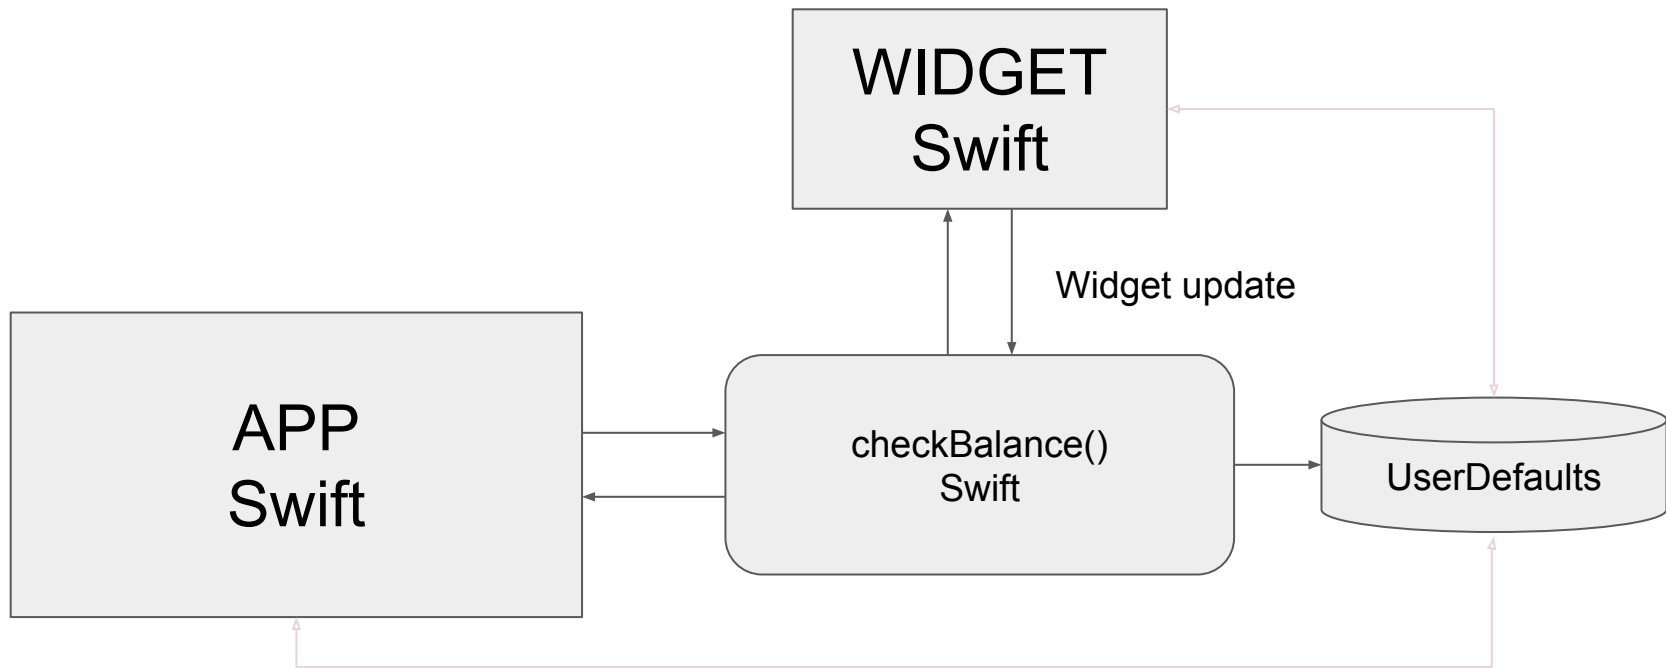 WIDGET
Swift
Widget update
APP
Swift
checkBalance()
Swift
UserDefaults